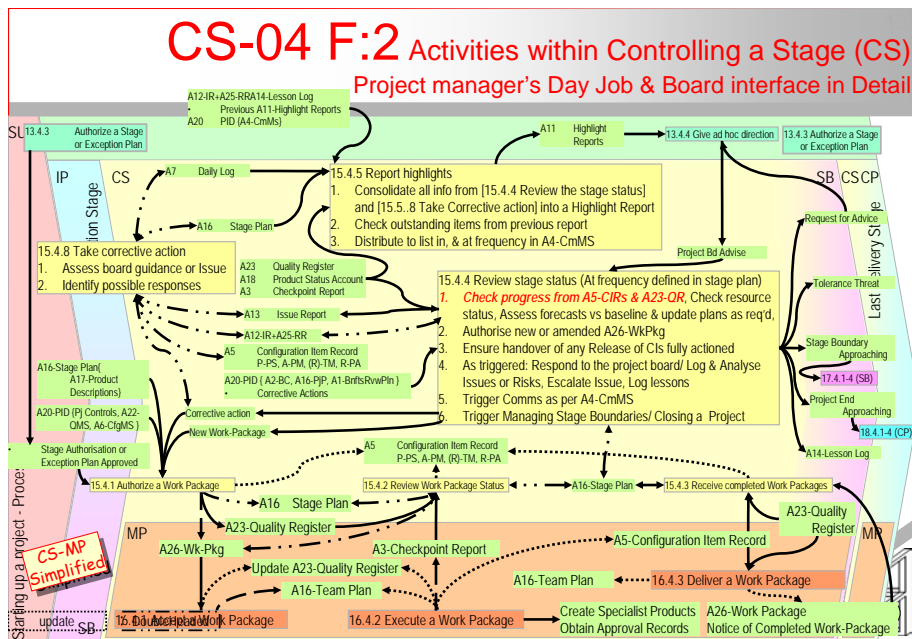 CS-04 F:2 Activities within Controlling a Stage (CS)
Project manager's Day Job & Board interface in Detail
A12-IR+A25-RRA14-Lesson Log
• Previous A11-Highlight Reports
A20 PID {A4-CmMs}
SU
13.4.3 Authorize a Stage
or Exception Plan
A11 Highlight
Reports
13.4.4 Give ad hoc direction
13.4.3 Authorize a Stage
or Exception Plan
IP
CS
SB
CS
CP
A7 Daily Log
15.4.5 Report highlights
1. Consolidate all info from [15.4.4 Review the stage status]
and [15.5..8 Take Corrective action] into a Highlight Report
2. Check outstanding items from previous report
3. Distribute to list in, & at frequency in A4-CmMS
A16 Stage Plan
Request for Advice
15.4.8 Take corrective action
1. Assess board guidance or Issue
2. Identify possible responses
Project Bd Advise
A23 Quality Register
A18 Product Status Account
A3 Checkpoint Report
15.4.4 Review stage status (At frequency defined in stage plan)
1. Check progress from A5-CIRs & A23-QR, Check resource
status, Assess forecasts vs baseline & update plans as req'd,
2. Authorise new or amended A26-WkPkg
3. Ensure handover of any Release of CIs fully actioned
4. As triggered: Respond to the project board/ Log & Analyse
Issues or Risks, Escalate Issue, Log lessons
5. Trigger Comms as per A4-CmMS
6. Trigger Managing Stage Boundaries/ Closing a Project
Tolerance Threat
A13 Issue Report
A12-IR+A25-RR
A5 Configuration Item Record
P-PS, A-PM, (R)-TM, R-PA
Stage Boundary
Approaching
A16-Stage Plan{
A17-Product
Descriptions}
A20-PID { A2-BC, A16-PjP, A1-BnftsRvwPln }
• Corrective Actions
17.4.1-4 (SB)
A20-PID {Pj Controls, A22-
QMS, A6-CfgMS }
Corrective action
Project End
Approaching
New Work-Package
18.4.1-4 (CP)
• Stage Authorisation or
Exception Plan Approved
A5 Configuration Item Record
P-PS, A-PM, (R)-TM, R-PA
A14-Lesson Log
15.4.1 Authorize a Work Package
15.4.2 Review Work Package Status
A16-Stage Plan
15.4.3 Receive completed Work Packages
A16 Stage Plan
A23-Quality Register
A23-Quality
Register
MP
MP
A26-Wk-Pkg
A3-Checkpoint Report
A5-Configuration Item Record
CS-MP
Simplified
Update A23-Quality Register
A16-Team Plan
A16-Team Plan
16.4.3 Deliver a Work Package
update
SB
Work Package
16.4.2 Execute a Work Package
Create Specialist Products
Obtain Approval Records
A26-Work Package
Notice of Completed Work-Package
Starting up a project - Proces
Last Delivery Stage